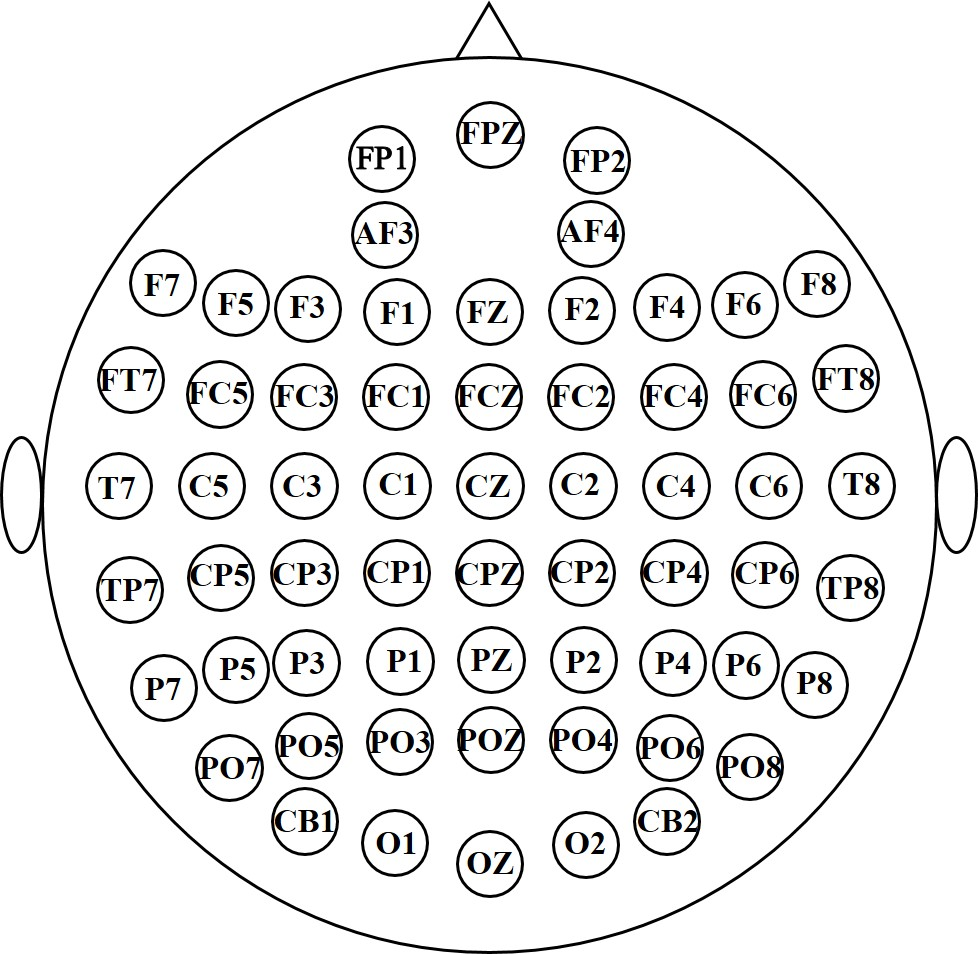 FPZ
FP1 FP2
AF3 AF4
F7 F5 F3 F1 FZ F2 F4 F6 F8
FT7 FC5 FC3 FC1 FCZ FC2 FC4 FC6 FT8
T7 C5 C3 C1 CZ C2 C4 C6 T8
TP7 CP5 CP3 CP1 CPZ CP2 CP4 CP6 TP8
P7 P5 P3 P1 PZ P2 P4 P6 P8
PO7 PO5 PO3 POZ PO4 PO6 PO8
CB1 O1 OZ O2 CB2